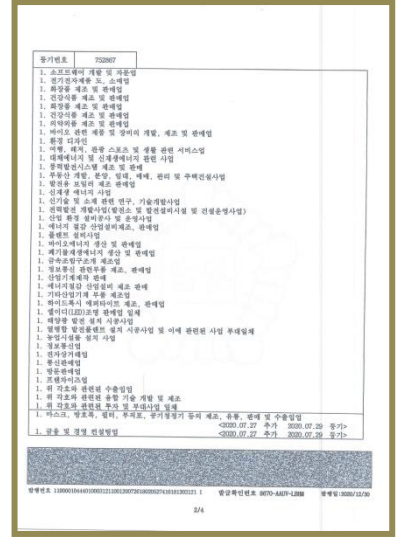 등기번호 752867
1. 소프트웨어 개발 및 자문업
1. 전기전자제품 도, 소매업
1. 화장품 제조 및 판매업
1. 건강식품 제조 및 판매업
1. 화장품 제조 및 판매업
1. 건강식품 제조 및 판매업
1. 의약외품 제조 및 판매업
1. 바이오 관련 제품 및 장비의 개발, 제조 및 판매업
1. 환경 디자인
1. 여행, 레저, 관광 스포츠 및 생활 관련 서비스업
1. 대체에너지 및 신재생에너지 관련 사업
1. 풍력발전시스템 제조 및 판매
1. 부동산 개발, 분양, 임대, 매매, 관리 및 주택건설사업
1. 발전용 보일러 제조 판매업
1. 신재생 에너지 사업
1. 신기술 및 소재 관련 연구, 기술개발사업
1. 전력발전 개발사업(발전소 및 발전설비시설 및 건설운영사업)
1. 산업 환경 설비공사 및 운영사업
1. 에너지 절감 산업설비제조, 판매업
1. 플랜트 설비사업
1. 바이오에너지 생산 및 판매업
1. 폐기물재생에너지 생산 및 판매업
1. 금속조립구조재 제조업
1. 정보통신 관련부품 제조, 판매업
1. 산업기계제작 판매
1. 에너지절감 산업설비 제조 판매
1. 기타산업기계 부품 제조업
1. 하이드록시 에퍼타이트 제조, 판매업
1. 엘이디(LED)조명 판매업 일체
1. 태양광 발전 설치 시공사업
1. 열병합 발전플랜트 설치 시공사업 및 이에 관련된 사업 부대일체
1. 농업시설물 설치 사업
1. 정보통신업
1. 전자상거래업
1. 통신판매업
1. 방문판매업
1. 프랜차이즈업
1. 위 각호와 관련된 수출입업
1. 위 각호와 관련된 융합 기술 개발 및 제조
1. 위 각호와 관련된 투자 및 부대사업 일체
1. 마스크, 방호복, 필터, 부직포, 공기청정기 등의 제조, 유통, 판매 및 수출입업
<2020.07.27 추가 2020.07.29 등기>
1. 금융 및 경영 컨설팅업
<2020.07.27 추가 2020.07.29 등기>
발행번호
발급확인번호 0670-AAUV-LBHM 발행일:2020/12/30
2/4